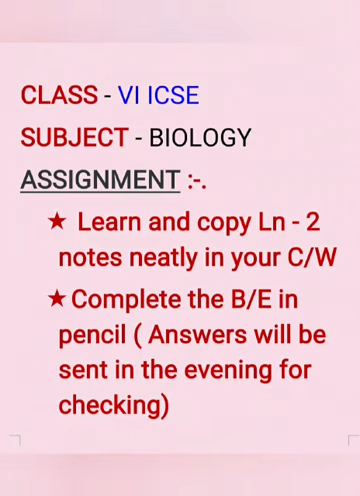 CLASS - VI ICSE
SUBJECT - BIOLOGY
ASSIGNMENT :-.
★ Learn and copy Ln - 2
notes neatly in your C/W
★ Complete the B/E in
pencil ( Answers will be
sent in the evening for
checking)